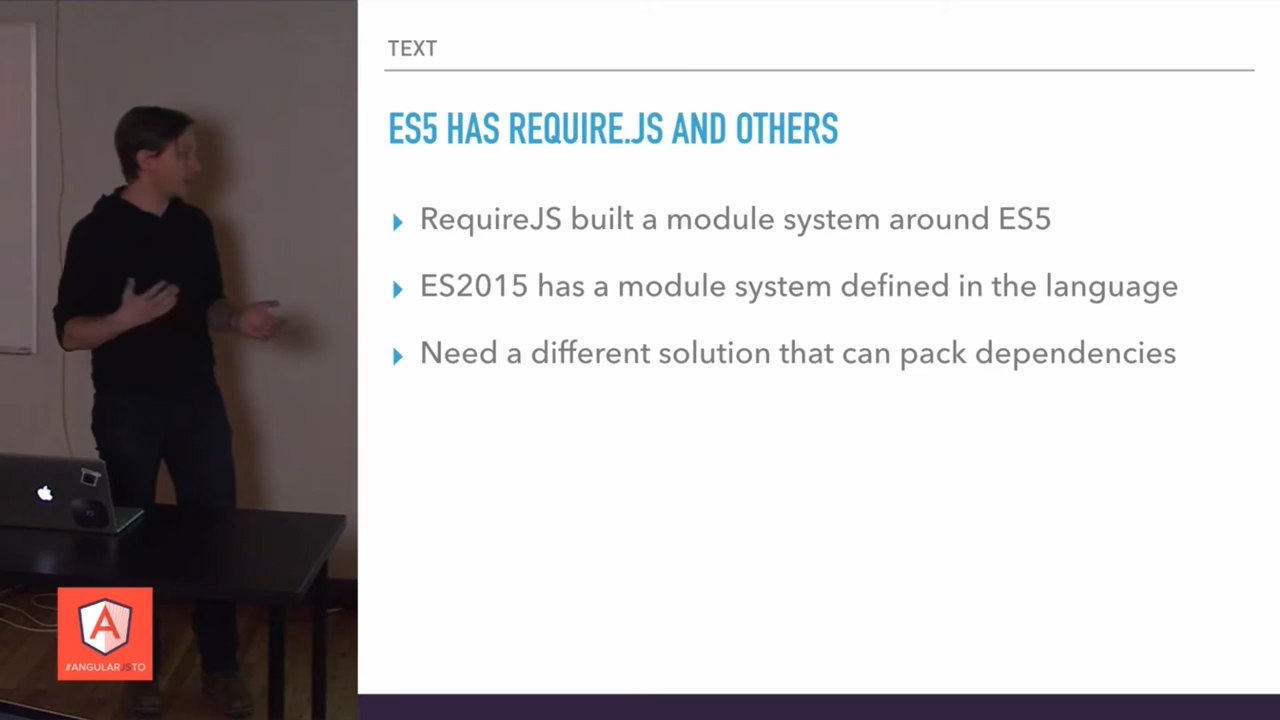 TEXT
ES5 HAS REQUIRE.JS AND OTHERS
RequireJS built a module system around ES5
ES2015 has a module system defined in the language
Need a different solution that can pack dependencies
#ANGULARJSTO